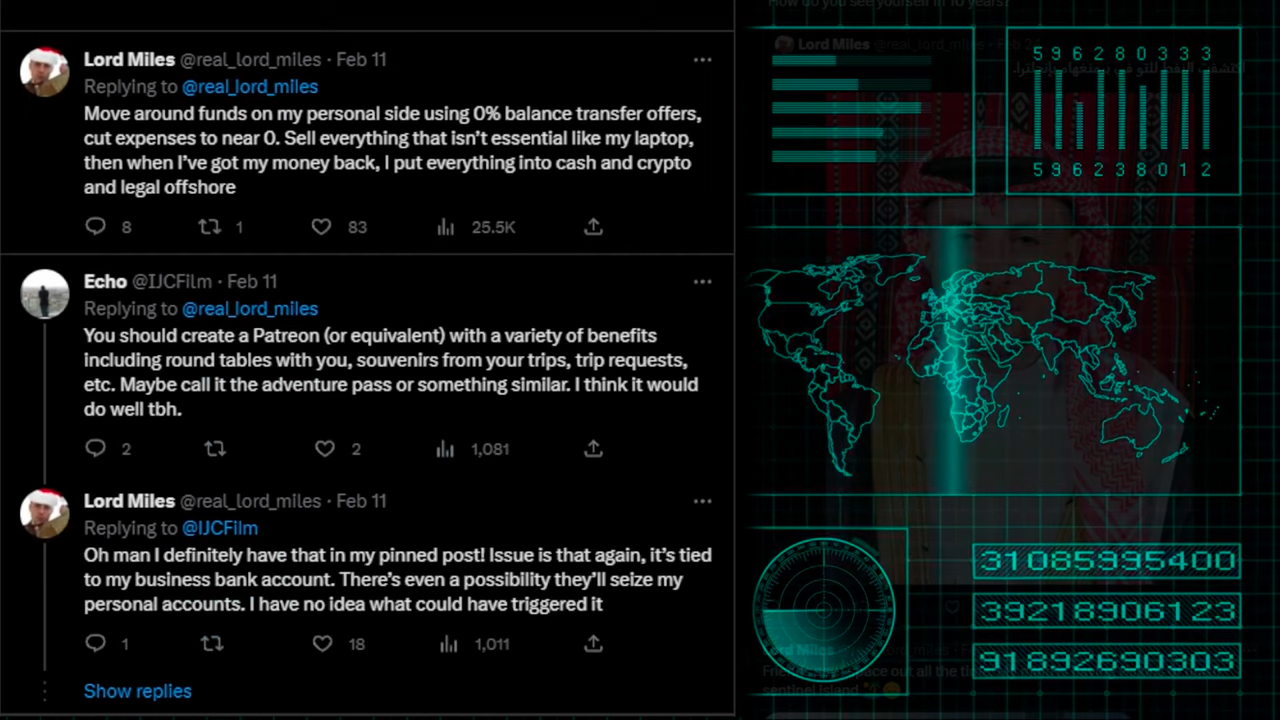 Lord Miles @real_lord_miles · Feb 11
Replying to @real_lord_miles
Move around funds on my personal side using 0% balance transfer offers,
cut expenses to near 0. Sell everything that isn’t essential like my laptop,
then when I’ve got my money back, I put everything into cash and crypto
and legal offshore
8 1 83 25.5K
Echo @IJCFilm · Feb 11
Replying to @real_lord_miles
You should create a Patreon (or equivalent) with a variety of benefits
including round tables with you, souvenirs from your trips, trip requests,
etc. Maybe call it the adventure pass or something similar. I think it would
do well tbh.
2 2 1,081
Lord Miles @real_lord_miles · Feb 11
Replying to @IJCFilm
Oh man I definitely have that in my pinned post! Issue is that again, it’s tied
to my business bank account. There’s even a possibility they’ll seize my
personal accounts. I have no idea what could have triggered it
1 18 1,011
Show replies
How do you see yourself in 10 years?
Lord Miles @real_lord_miles
596280333
596238012
31085995400
39218906123
91892690303
Lord Miles
sentinel island